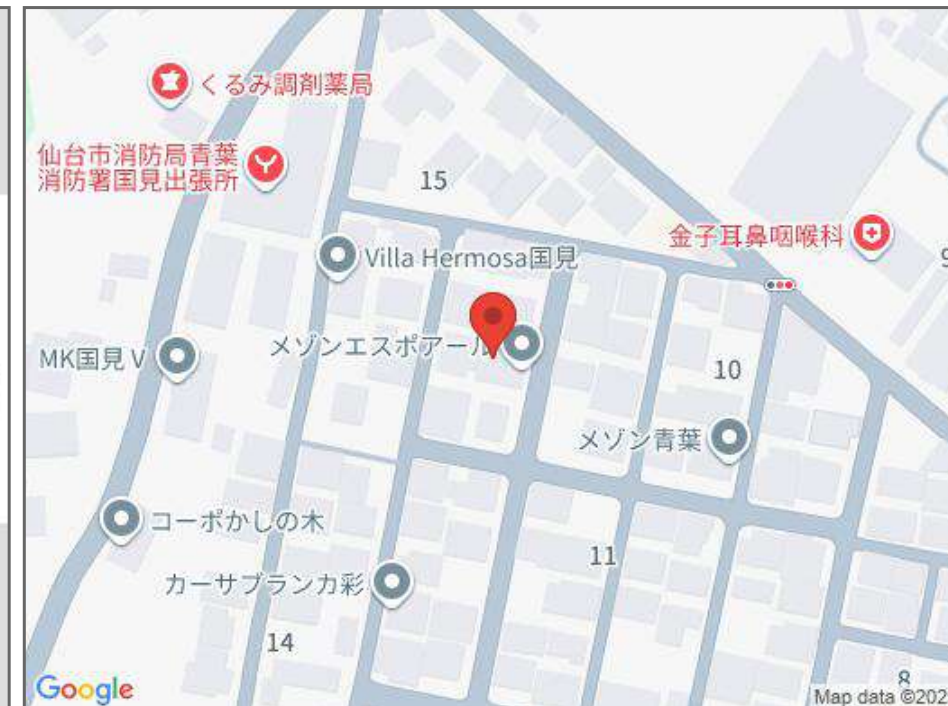 くるみ調剤薬局
仙台市消防局青葉
消防署国見出張所
15
金子耳鼻咽喉科
9
Villa Hermosa国見
メゾンエスポアール
MK国見 V
10
メゾン青葉
コーポかしの木
11
カーサブランカ彩
14
8
Google
Map data ©202